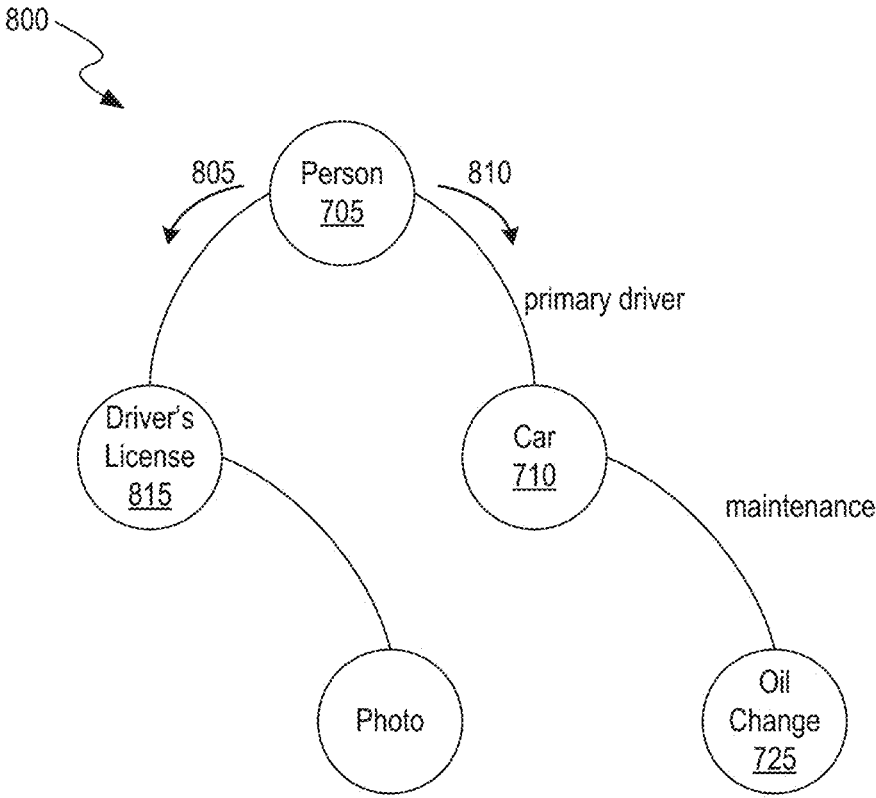 800
805
Person
705
810
primary driver
Driver's
License
815
Car
710
maintenance
Photo
Oil
Change
725